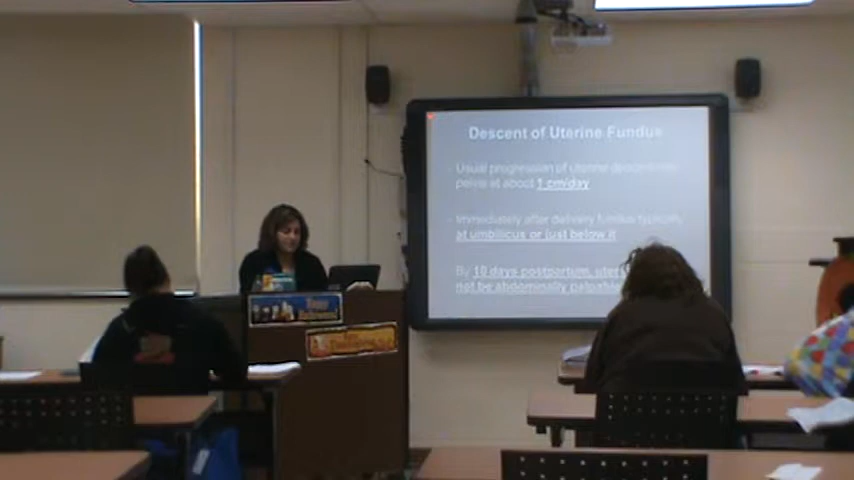 Descent of Uterine Fundus
Usual progression of uterine descent into
pelvis at about 1 cm/day
Immediately after delivery fundus typically
at umbilicus or just below it
By 10 days postpartum,
not be abdominally palpable
Happy